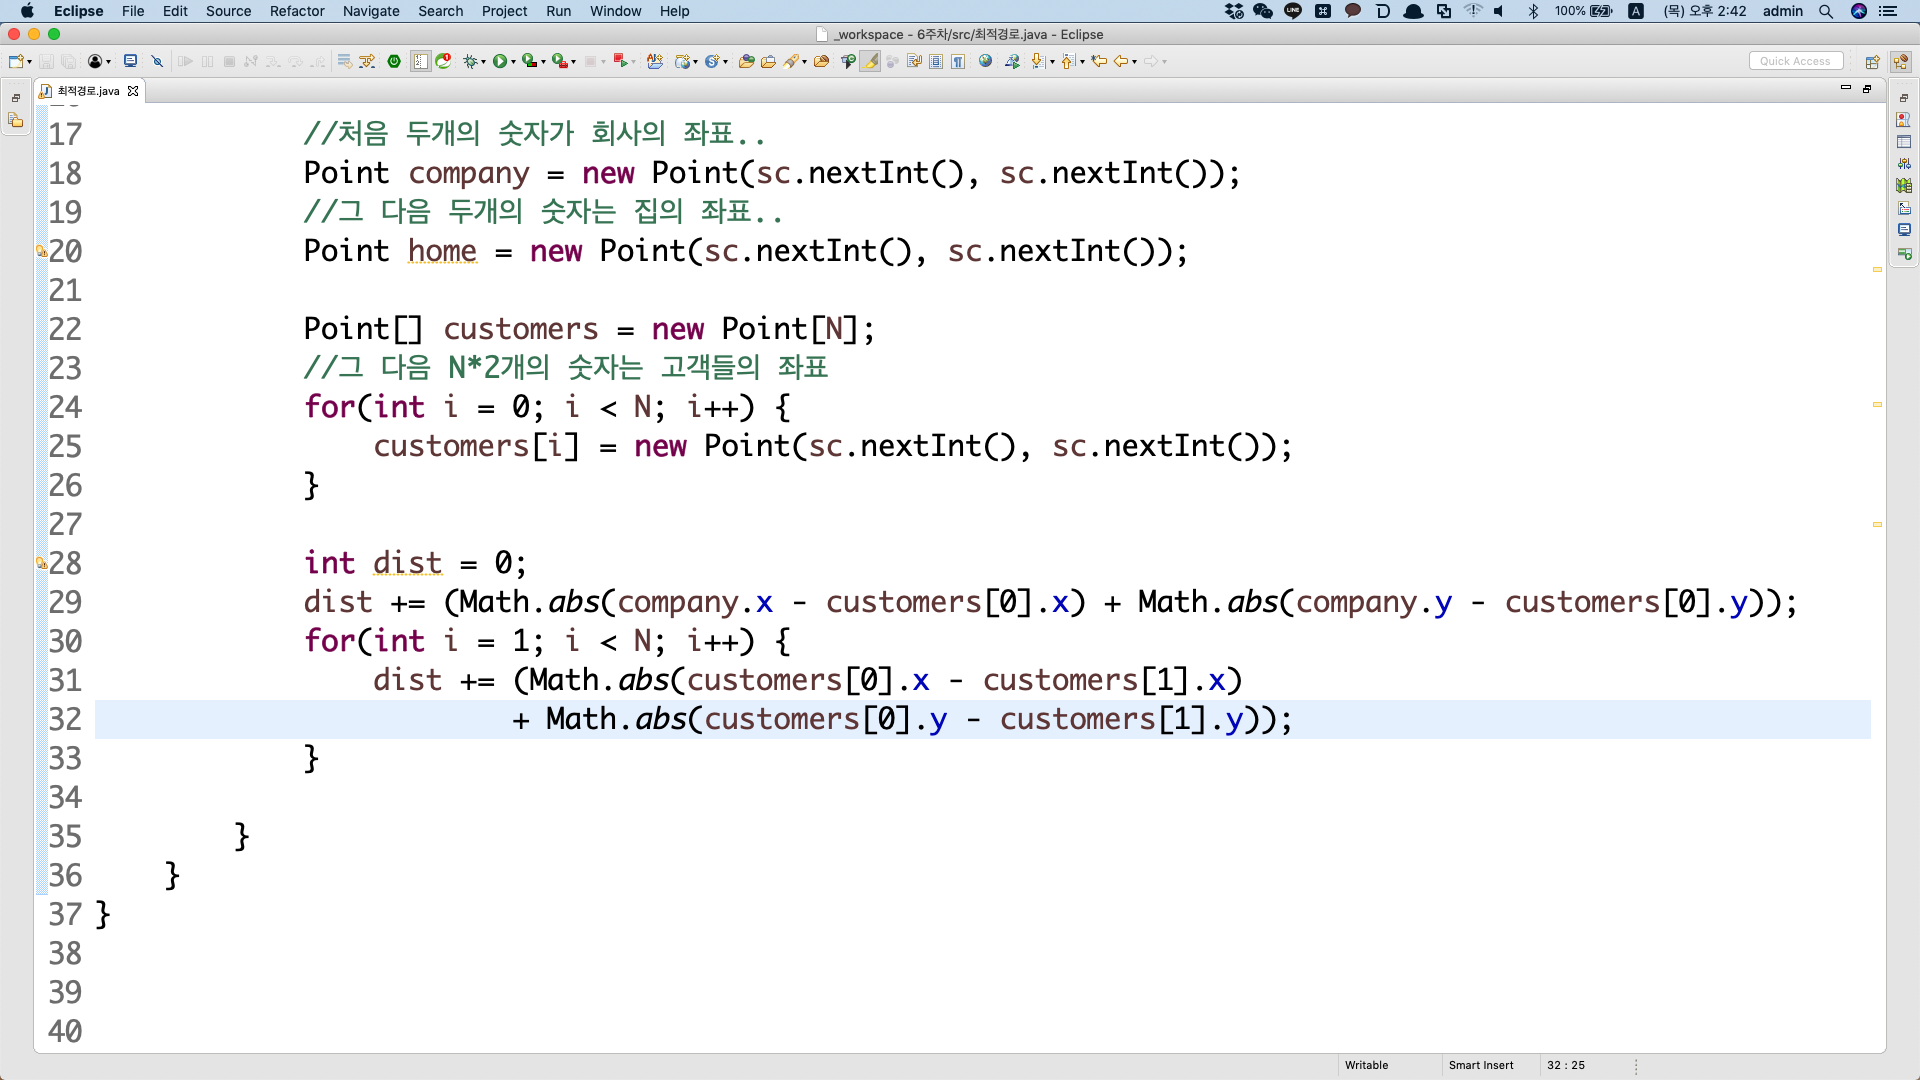 Eclipse File Edit Source Refactor Navigate Search Project Run Window Help 100% A (목) 오후 2:42 admin
_workspace - 6주차/src/최적경로.java - Eclipse
Quick Access
최적경로.java
17 //처음 두개의 숫자가 회사의 좌표..
18 Point company = new Point(sc.nextInt(), sc.nextInt());
19 //그 다음 두개의 숫자는 집의 좌표..
20 Point home = new Point(sc.nextInt(), sc.nextInt());
21
22 Point[] customers = new Point[N];
23 //그 다음 N*2개의 숫자는 고객들의 좌표
24 for(int i = 0; i < N; i++) {
25 customers[i] = new Point(sc.nextInt(), sc.nextInt());
26 }
27
28 int dist = 0;
29 dist += (Math.abs(company.x - customers[0].x) + Math.abs(company.y - customers[0].y));
30 for(int i = 1; i < N; i++) {
31 dist += (Math.abs(customers[0].x - customers[1].x)
32 + Math.abs(customers[0].y - customers[1].y));
33 }
34
35 }
36 }
37 }
38
39
40
Writable Smart Insert 32 : 25